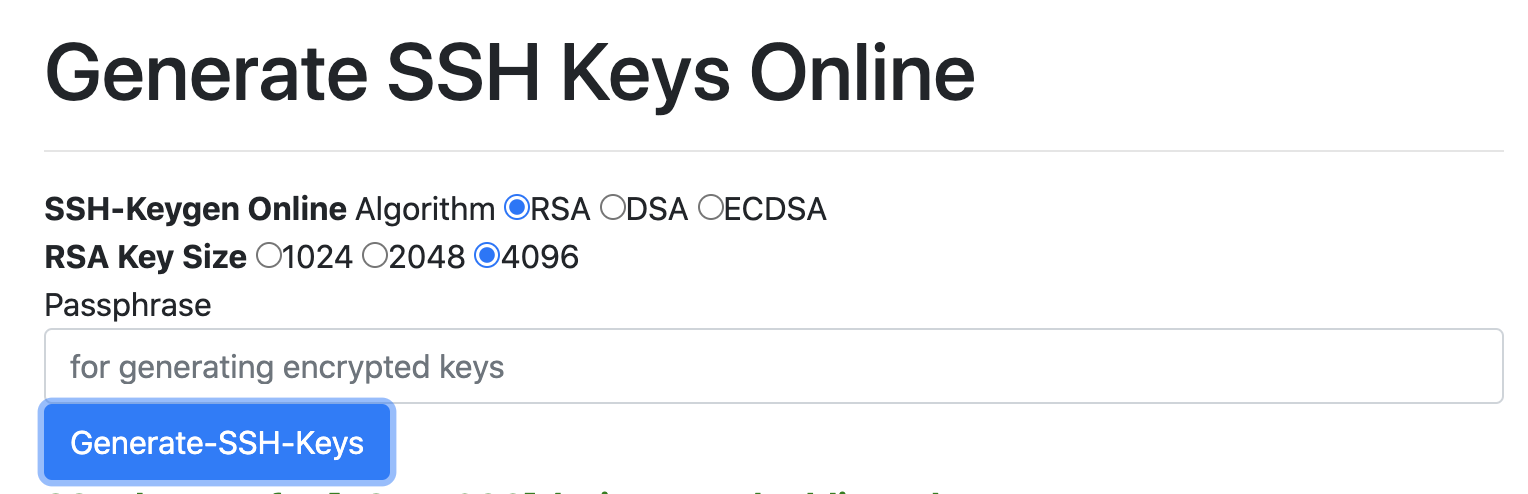 Generate SSH Keys Online
SSH-Keygen Online Algorithm RSA DSA ECDSA
RSA Key Size 1024 2048 4096
Passphrase
for generating encrypted keys
Generate-SSH-Keys